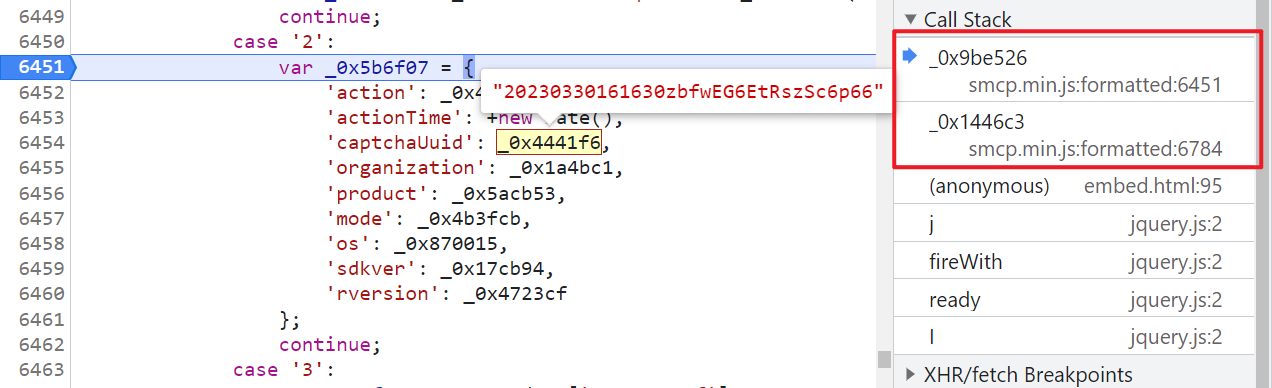 6449 continue;
6450 case '2':
6451 var _0x5b6f07 = {
6452 'action': _0x4
"20230330161630zbfwEG6EtRszSc6p66"
6453 'actionTime': +new ate(),
6454 'captchaUuid': _0x4441f6,
6455 'organization': _0x1a4bc1,
6456 'product': _0x5acb53,
6457 'mode': _0x4b3fcb,
6458 'os': _0x870015,
6459 'sdkver': _0x17cb94,
6460 'rversion': _0x4723cf
6461 };
6462 continue;
6463 case '3':
Call Stack
_0x9be526
smcp.min.js:formatted:6451
_0x1446c3
smcp.min.js:formatted:6784
(anonymous) embed.html:95
j jquery.js:2
fireWith jquery.js:2
ready jquery.js:2
I jquery.js:2
XHR/fetch Breakpoints